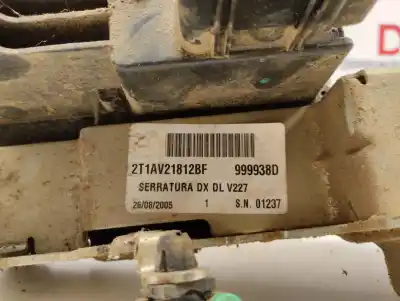 2T1AV21812BF 999938D
SERRATURA DX DL V227
26/08/2005 1 S.N. 01237